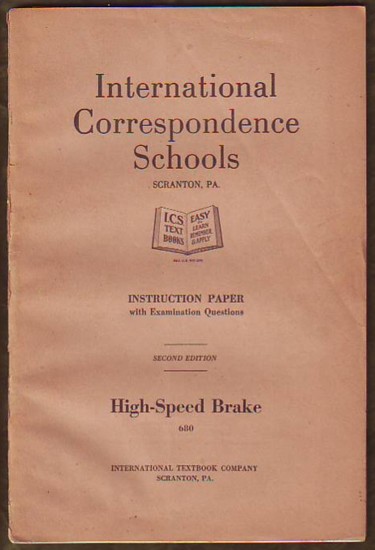 International
Correspondence
Schools
SCRANTON, PA.
I.C.S.
TEXT
BOOKS
EASY
TO
LEARN
REMEMBER
& APPLY
INSTRUCTION PAPER
with Examination Questions
SECOND EDITION
High-Speed Brake
680
INTERNATIONAL TEXTBOOK COMPANY
SCRANTON, PA.